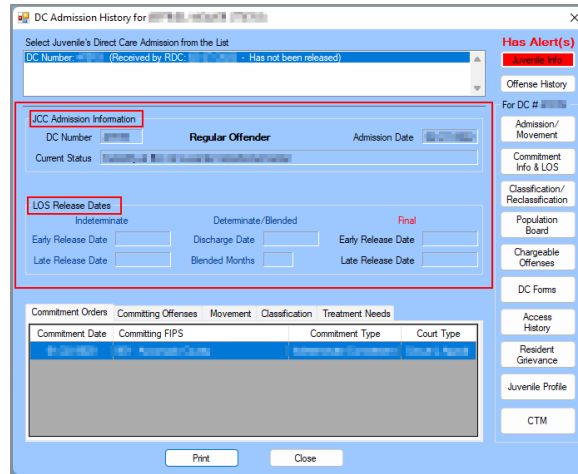 DC Admission History for
Select Juvenile's Direct Care Admission from the List
DC Number: (Received by RDC: - Has not been released)
Has Alert(s)
Juvenile Info
Offense History
For DC #
Admission/
Movement
Commitment
Info & LOS
Classification/
Reclassification
Population
Board
Chargeable
Offenses
DC Forms
Access
History
Resident
Grievance
Juvenile Profile
CTM
JCC Admission Infomation
DC Number Regular Offender Admission Date
Current Status
LOS Release Dates
Indeterminate Determinate/Blended Final
Early Release Date Discharge Date Early Release Date
Late Release Date Blended Months Late Release Date
Commitment Orders Committing Offenses Movement Classification Treatment Needs
Commitment Date Committing FIPS Commitment Type Court Type
Print Close